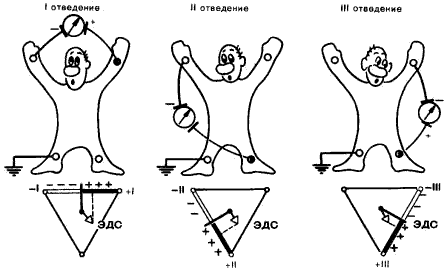 I отведение
II отведение
III отведение
– +
–
+
–
+
–I – – – – + + + +I
ЭДС
–II
– – –
+ + + +
ЭДС
+II
–III
– – –
+ + + +
ЭДС
+III